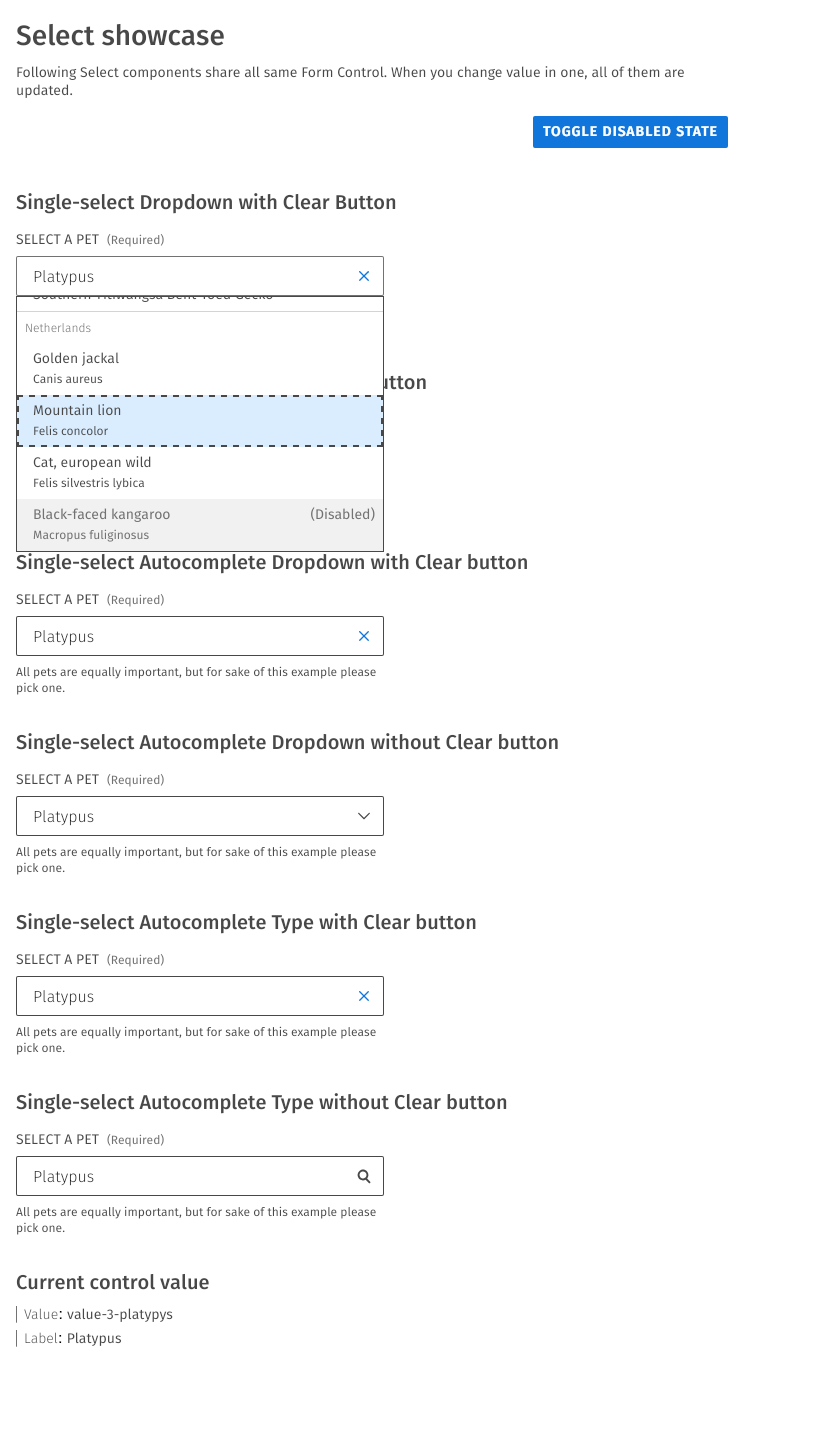 Select showcase
Following Select components share all same Form Control. When you change value in one, all of them are
updated.
TOGGLE DISABLED STATE
Single-select Dropdown with Clear Button
SELECT A PET (Required)
Platypus
Netherlands
Golden jackal
Canis aureus
utton
Mountain lion
Felis concolor
Cat, european wild
Felis silvestris lybica
Black-faced kangaroo (Disabled)
Macropus fuliginosus
Single-select Autocomplete Dropdown with Clear button
SELECT A PET (Required)
Platypus
All pets are equally important, but for sake of this example please
pick one.
Single-select Autocomplete Dropdown without Clear button
SELECT A PET (Required)
Platypus
All pets are equally important, but for sake of this example please
pick one.
Single-select Autocomplete Type with Clear button
SELECT A PET (Required)
Platypus
All pets are equally important, but for sake of this example please
pick one.
Single-select Autocomplete Type without Clear button
SELECT A PET (Required)
Platypus
All pets are equally important, but for sake of this example please
pick one.
Current control value
Value: value-3-platypys
Label: Platypus